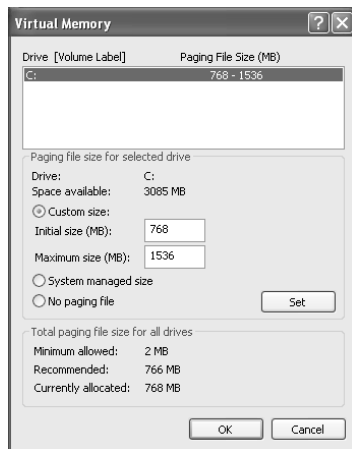 Virtual Memory
Drive [Volume Label] Paging File Size (MB)
C: 768 - 1536
Paging file size for selected drive
Drive: C:
Space available: 3085 MB
Custom size:
Initial size (MB): 768
Maximum size (MB): 1536
System managed size
No paging file Set
Total paging file size for all drives
Minimum allowed: 2 MB
Recommended: 766 MB
Currently allocated: 768 MB
OK Cancel